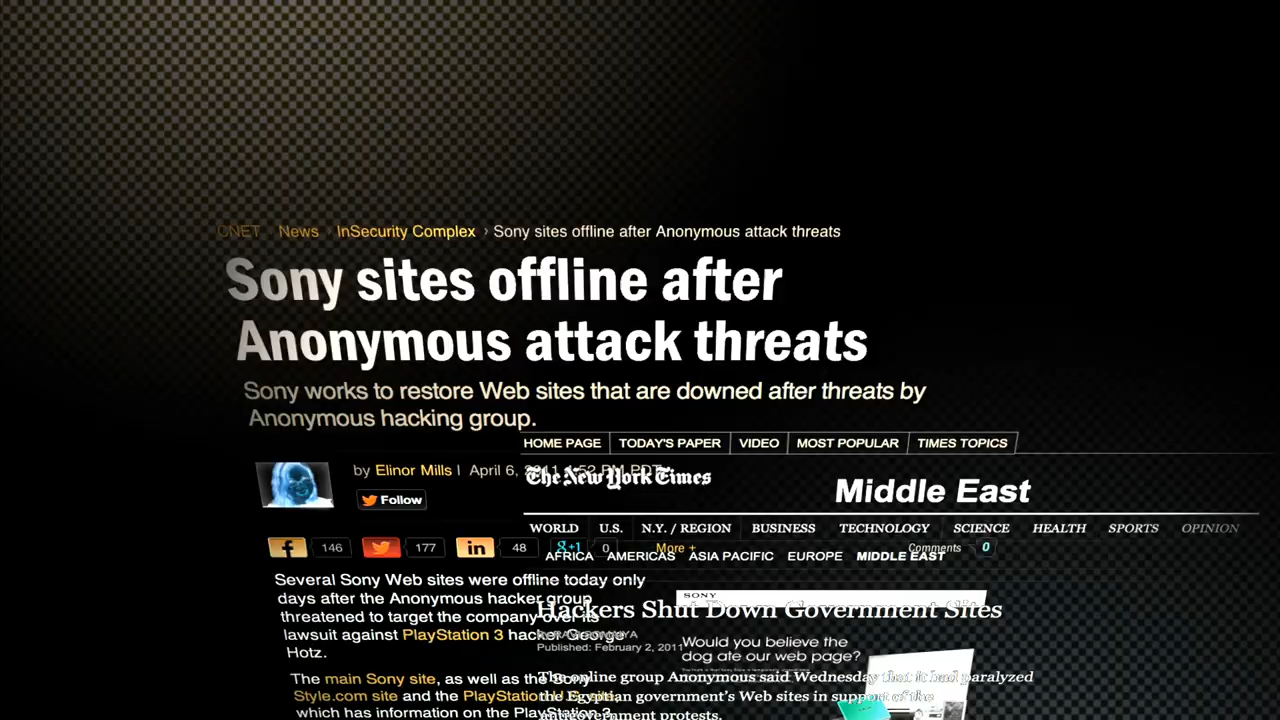 CNET › News › InSecurity Complex › Sony sites offline after Anonymous attack threats
Sony sites offline after
Anonymous attack threats
Sony works to restore Web sites that are downed after threats by
Anonymous hacking group.
by Elinor Mills | April 6, 2011 1:52 PM PDT
Follow
146 177 48 +1 0 More + Comments 0
Several Sony Web sites were offline today only
days after the Anonymous hacker group
threatened to target the company over its
lawsuit against PlayStation 3 hacker George
Hotz.
The main Sony site, as well as the Sony
Style.com site and the PlayStation U.S. site,
which has information on the PlayStation 3,
HOME PAGE TODAY'S PAPER VIDEO MOST POPULAR TIMES TOPICS
The New York Times
Middle East
WORLD U.S. N.Y. / REGION BUSINESS TECHNOLOGY SCIENCE HEALTH SPORTS OPINION
AFRICA AMERICAS ASIA PACIFIC EUROPE MIDDLE EAST
Hackers Shut Down Government Sites
Published: February 2, 2011
The online group Anonymous said Wednesday that it had paralyzed
the Egyptian government's Web sites in support of the
antigovernment protests.
SONY
Would you believe the
dog ate our web page?